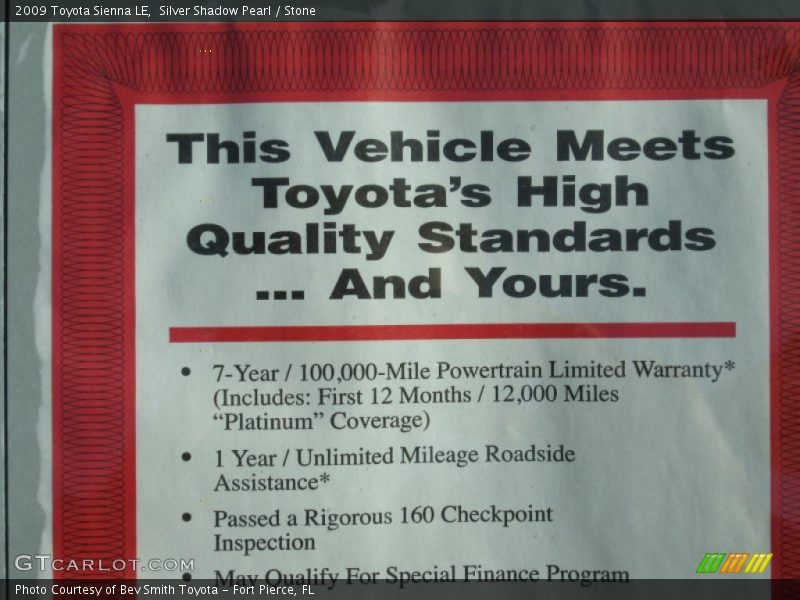 2009 Toyota Sienna LE,  Silver Shadow Pearl / Stone
This Vehicle Meets
Toyota's High
Quality Standards
... And Yours.
• 7-Year / 100,000-Mile Powertrain Limited Warranty*
(Includes: First 12 Months / 12,000 Miles
“Platinum” Coverage)
• 1 Year / Unlimited Mileage Roadside
Assistance*
• Passed a Rigorous 160 Checkpoint
Inspection
GTCARLOT.COM
• May Qualify For Special Finance Program
Photo Courtesy of Bev Smith Toyota – Fort Pierce, FL